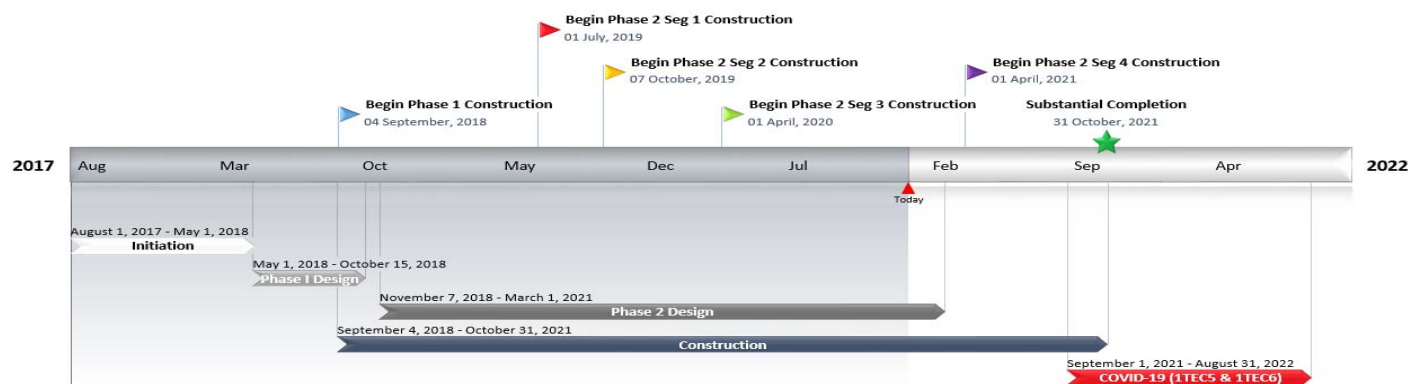 Begin Phase 2 Seg 1 Construction
01 July, 2019
Begin Phase 2 Seg 2 Construction
07 October, 2019
Begin Phase 2 Seg 4 Construction
01 April, 2021
Begin Phase 1 Construction
04 September, 2018
Begin Phase 2 Seg 3 Construction
01 April, 2020
Substantial Completion
31 October, 2021
2017 Aug Mar Oct May Dec Jul Feb Sep Apr 2022
Today
August 1, 2017 - May 1, 2018
Initiation
May 1, 2018 - October 15, 2018
Phase I Design
November 7, 2018 - March 1, 2021
Phase 2 Design
September 4, 2018 - October 31, 2021
Construction
September 1, 2021 - August 31, 2022
COVID-19 (1TEC5 & 1TEC6)